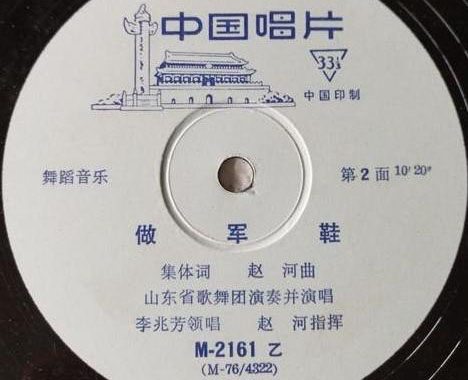 中国唱片
33⅓
中国印制
舞蹈音乐
第2面 10′20″
做军鞋
集体词 赵河曲
山东省歌舞团演奏并演唱
李兆芳领唱 赵河指挥
M-2161 乙
(M-76/4322)